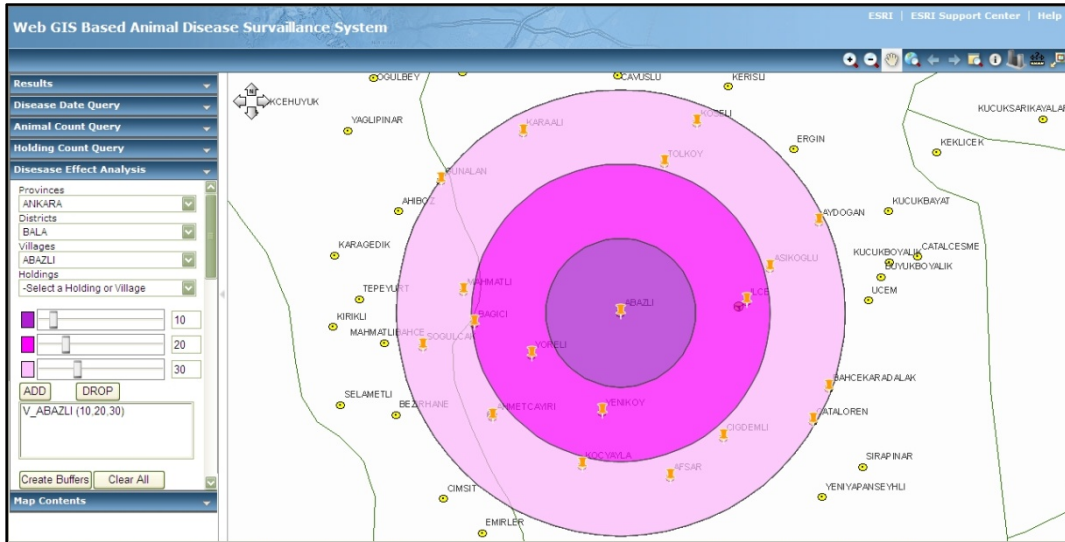 Web GIS Based Animal Disease Survaillance System
ESRI | ESRI Support Center | Help
Results
Disease Date Query
Animal Count Query
Holding Count Query
Disesase Effect Analysis
Provinces
ANKARA
Districts
BALA
Villages
ABAZLI
Holdings
-Select a Holding or Village
10
20
30
ADD DROP
V_ABAZLI (10,20,30)
Create Buffers Clear All
Map Contents
N
OGULBEY
CAVUSLU
KERISLI
KCEHUYUK
KUCUKSARIKAYALAR
YAGLIPINAR
KARAALI
KOSELI
ERGIN
KEKLICEK
TOLKOY
GUNALAN
AHIBOZ
AYDOGAN
KUCUKBAYAT
KARAGEDIK
ASIKOGLU
KUCUKBOYALIK
CATALCESME
BUYUKBOYALIK
MAHMATLI
TEPEYURT
ILCE
UCEM
ABAZLI
KIRIKLI
BAGICI
MAHMATLIBAHCE
SOGULCAK
YORELI
BAHCEKARADALAK
SELAMETLI
BEZIRHANE
AHMETCAYIRI
YENIKOY
CATALOREN
CIGDEMLI
KOCYAYLA
AFSAR
SIRAPINAR
CIMSIT
YENIYAPANSEYHLI
EMIRLER